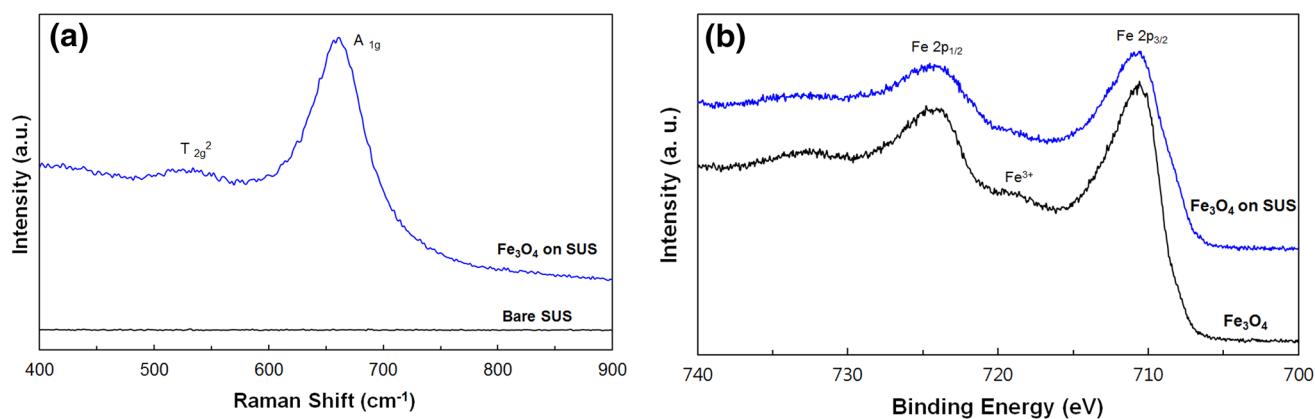 (a)
A 1g
T 2g²
Fe₃O₄ on SUS
Bare SUS
Intensity (a.u.)
400 500 600 700 800 900
Raman Shift (cm⁻¹)
(b)
Fe 2p₁/₂
Fe 2p₃/₂
Fe³⁺
Fe₃O₄ on SUS
Fe₃O₄
Intensity (a. u.)
740 730 720 710 700
Binding Energy (eV)